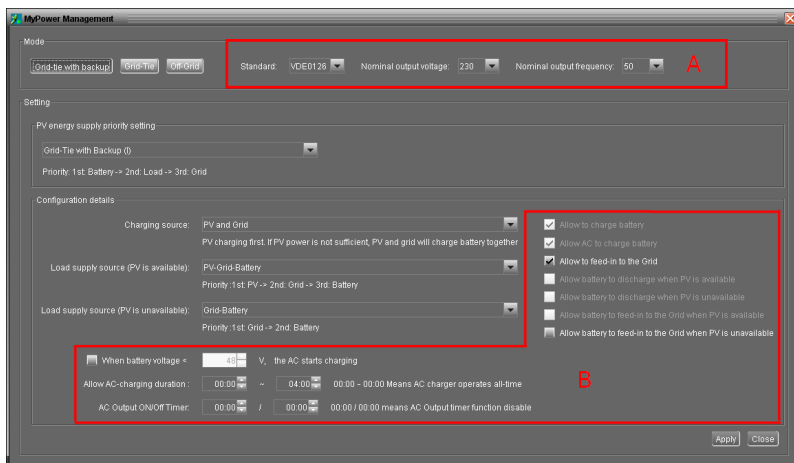 MyPower Management
Mode
Grid-tie with backup Grid-Tie Off-Grid Standard: VDE0126 Nominal output voltage: 230 Nominal output frequency: 50 A
Setting
PV energy supply priority setting
Grid-Tie with Backup (I)
Priority: 1st: Battery -> 2nd: Load -> 3rd: Grid
Configuration details
Charging source: PV and Grid
PV charging first. If PV power is not sufficient, PV and grid will charge battery together
Load supply source (PV is available): PV-Grid-Battery
Priority :1st: PV -> 2nd: Grid -> 3rd: Battery
Load supply source (PV is unavailable): Grid-Battery
Priority :1st: Grid -> 2nd: Battery
Allow to charge battery
Allow AC to charge battery
Allow to feed-in to the Grid
Allow battery to discharge when PV is available
Allow battery to discharge when PV is unavailable
Allow battery to feed-in to the Grid when PV is available
Allow battery to feed-in to the Grid when PV is unavailable
When battery voltage < 48 V, the AC starts charging
Allow AC-charging duration : 00:00 ~ 04:00 00:00 - 00:00 Means AC charger operates all-time
B
AC Output ON/Off Timer: 00:00 / 00:00 00:00 / 00:00 means AC Output timer function disable
Apply Close